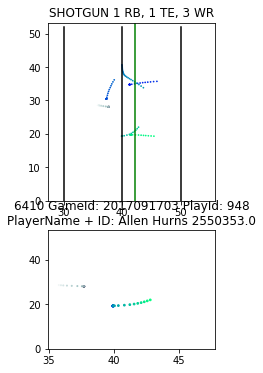 SHOTGUN 1 RB, 1 TE, 3 WR
50
40
30
20
10
0
30 40 50
6410 GameId: 2017091703 PlayId: 948
PlayerName + ID: Allen Hurns 2550353.0
40
20
0
35 40 45